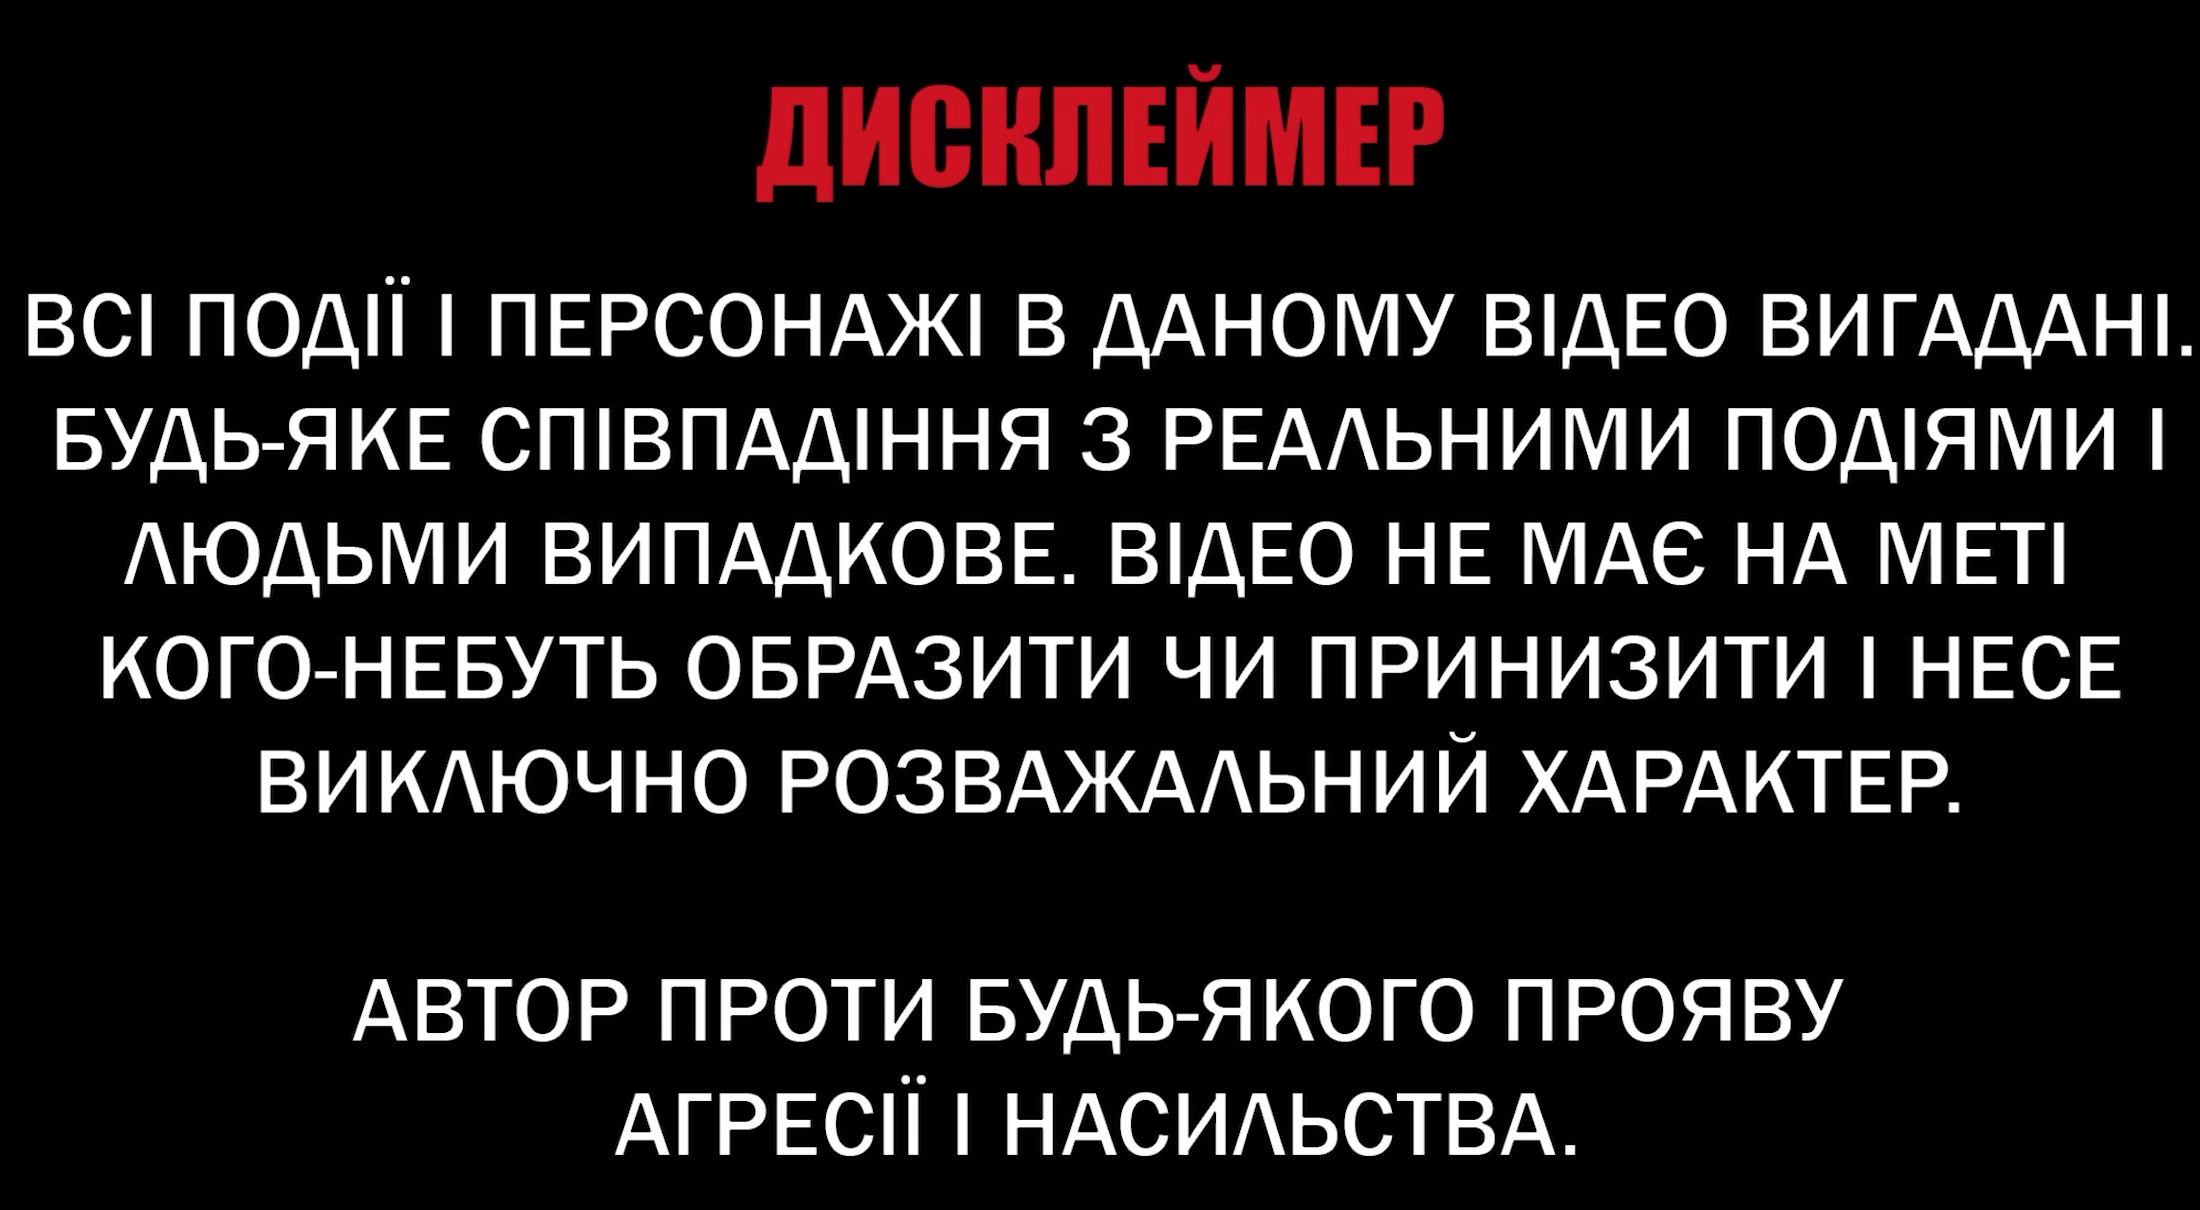 ДИСКЛЕЙМЕР
ВСІ ПОДІЇ І ПЕРСОНАЖІ В ДАНОМУ ВІДЕО ВИГАДАНІ.
БУДЬ-ЯКЕ СПІВПАДІННЯ З РЕАЛЬНИМИ ПОДІЯМИ І
ЛЮДЬМИ ВИПАДКОВЕ. ВІДЕО НЕ МАЄ НА МЕТІ
КОГО-НЕБУТЬ ОБРАЗИТИ ЧИ ПРИНИЗИТИ І НЕСЕ
ВИКЛЮЧНО РОЗВАЖАЛЬНИЙ ХАРАКТЕР.
АВТОР ПРОТИ БУДЬ-ЯКОГО ПРОЯВУ
АГРЕСІЇ І НАСИЛЬСТВА.